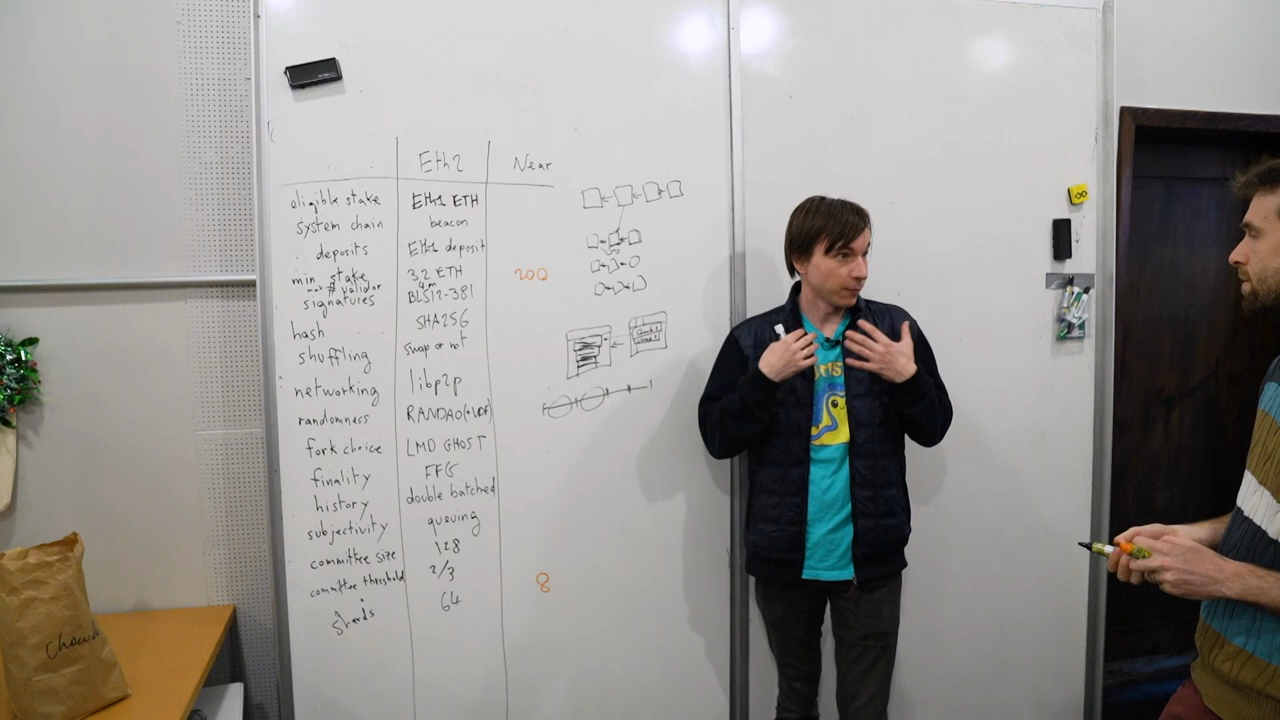 Eth2 Near
eligible stake Eth1 ETH
system chain beacon
deposits Eth1 deposit
min stake 32 ETH 200
max # validor 4m
signatures BLS12-381
hash SHA256
shuffling swap or not
networking libp2p
randomness RANDAO(+VDF)
fork choice LMD GHOST
finality FFG
history double batched
subjectivity queuing
committee size 128
committee threshold 2/3
shards 64 8